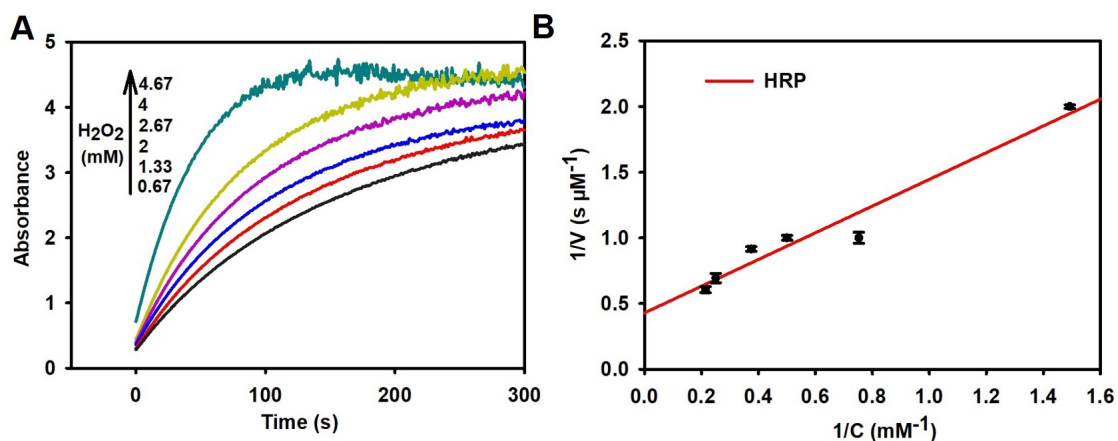 A
5
4
3
2
1
0
Absorbance
H₂O₂
(mM)
4.67
4
2.67
2
1.33
0.67
0 100 200 300
Time (s)
B
2.5
2.0
1.5
1.0
0.5
0.0
1/V (s μM⁻¹)
HRP
0.0 0.2 0.4 0.6 0.8 1.0 1.2 1.4 1.6
1/C (mM⁻¹)